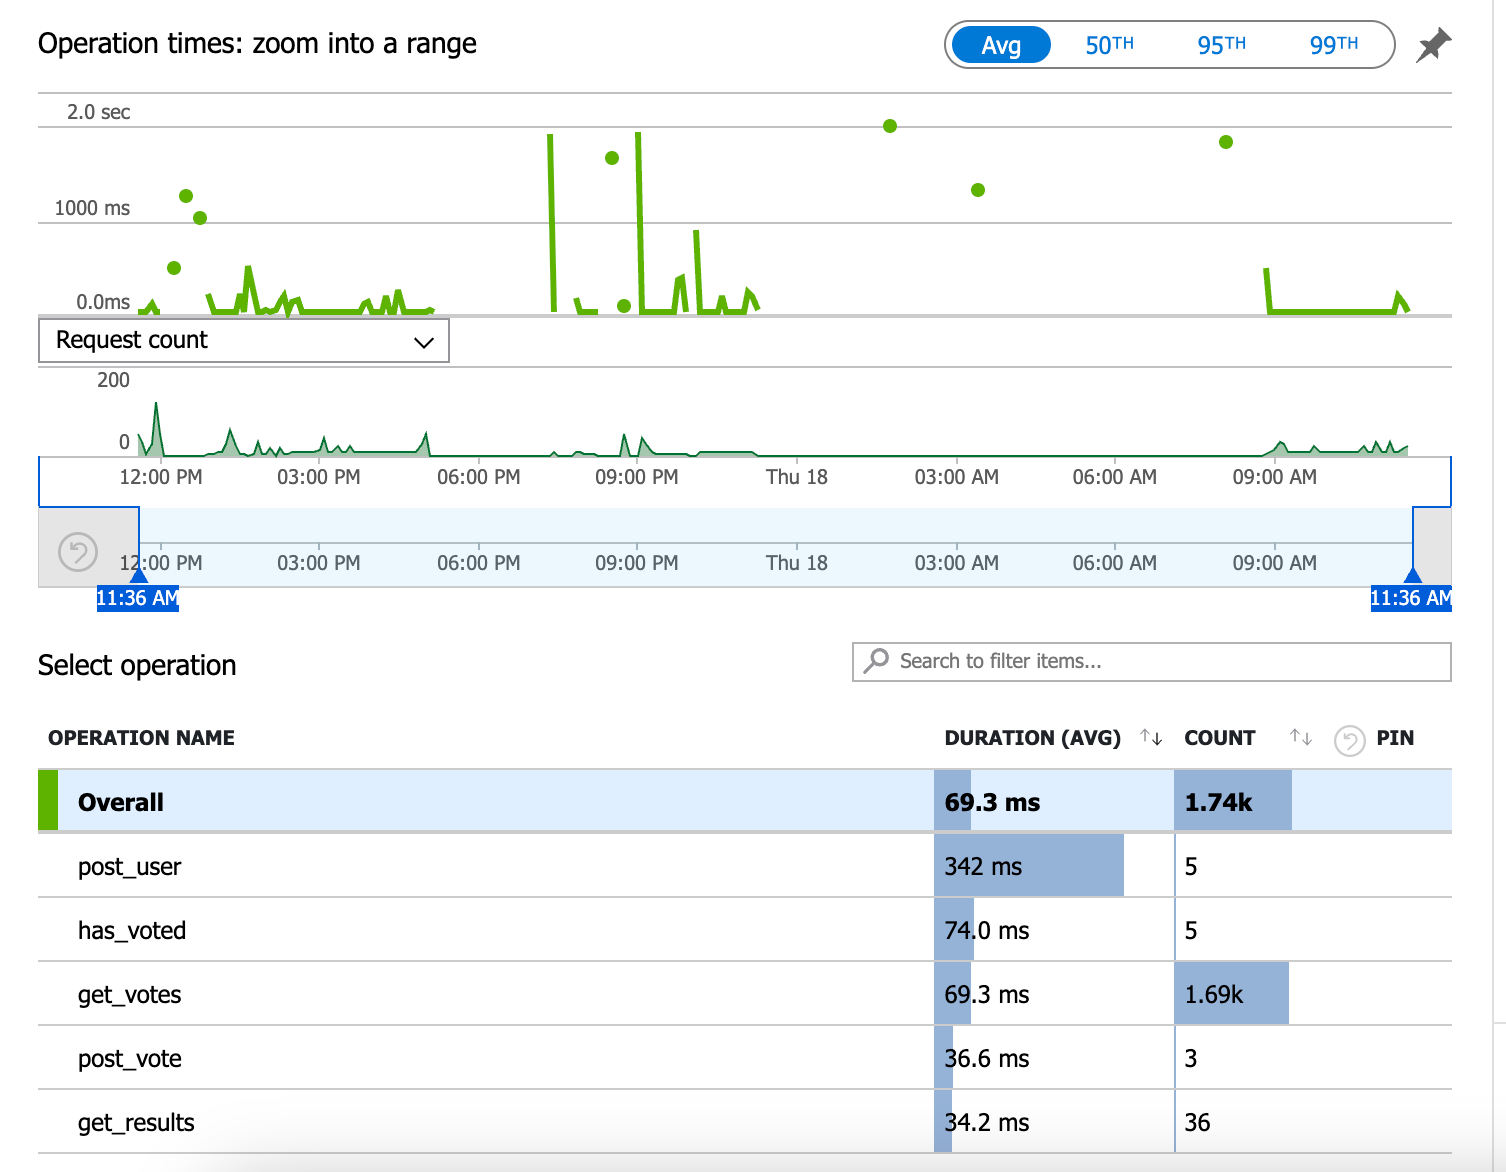 Operation times: zoom into a range
Avg 50TH 95TH 99TH
2.0 sec
1000 ms
0.0ms
Request count
200
0
12:00 PM 03:00 PM 06:00 PM 09:00 PM Thu 18 03:00 AM 06:00 AM 09:00 AM
12:00 PM 03:00 PM 06:00 PM 09:00 PM Thu 18 03:00 AM 06:00 AM 09:00 AM
11:36 AM 11:36 AM
Select operation
Search to filter items...
OPERATION NAME DURATION (AVG) COUNT PIN
Overall 69.3 ms 1.74k
post_user 342 ms 5
has_voted 74.0 ms 5
get_votes 69.3 ms 1.69k
post_vote 36.6 ms 3
get_results 34.2 ms 36